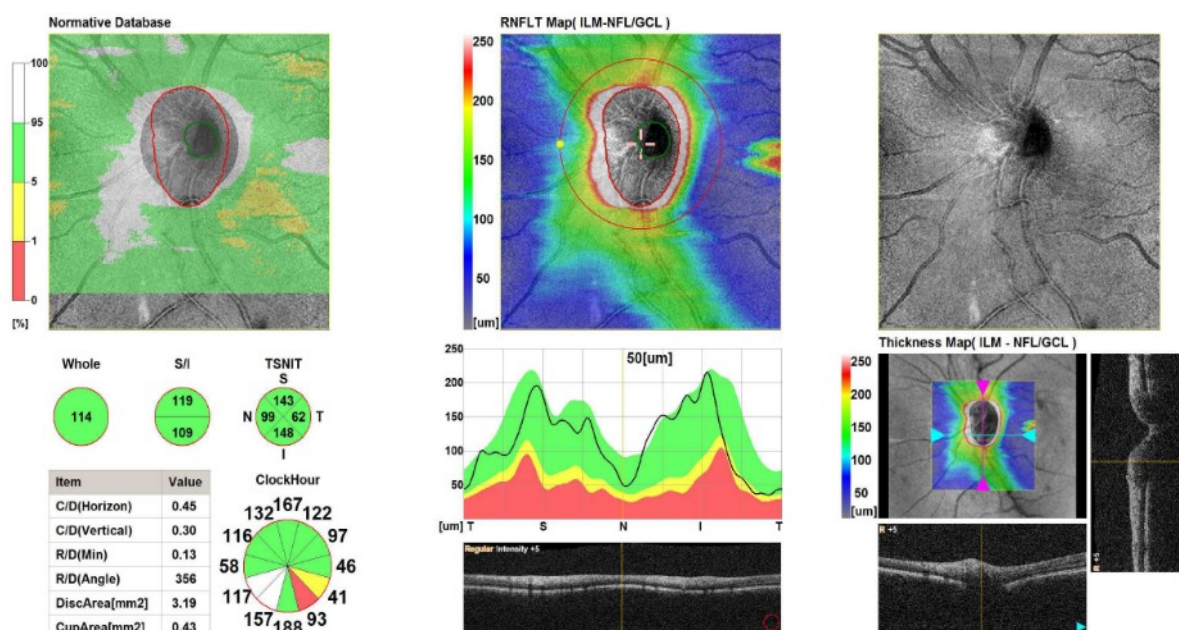 Normative Database
100
95
5
1
0
[%]
RNFLT Map( ILM-NFL/GCL )
250
200
150
100
50
[um]
Whole
114
S/I
119
109
TSNIT
S
143
N 99 62 T
148
I
Item Value
C/D(Horizon) 0.45
C/D(Vertical) 0.30
R/D(Min) 0.13
R/D(Angle) 356
DiscArea[mm2] 3.19
CupArea[mm2] 0.43
ClockHour
167
132 122
116 97
58 46
117 41
157 93
188
50[um]
250
200
150
100
50
[um] T S N I T
Regular Intensity +5
Thickness Map( ILM - NFL/GCL )
250
200
150
100
50
[um]
R +5
R +5